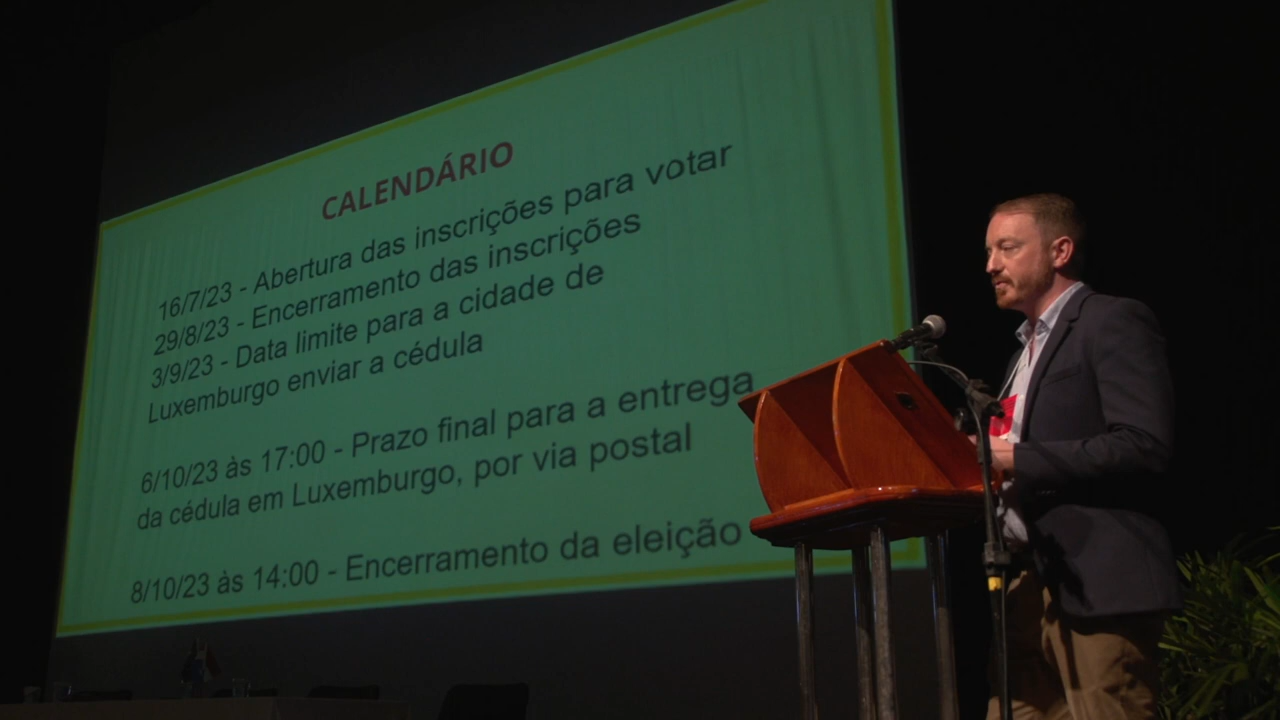 CALENDÁRIO
16/7/23 - Abertura das inscrições para votar
29/8/23 - Encerramento das inscrições
3/9/23 - Data limite para a cidade de
Luxemburgo enviar a cédula
6/10/23 às 17:00 - Prazo final para a entrega
da cédula em Luxemburgo, por via postal
8/10/23 às 14:00 - Encerramento da eleição